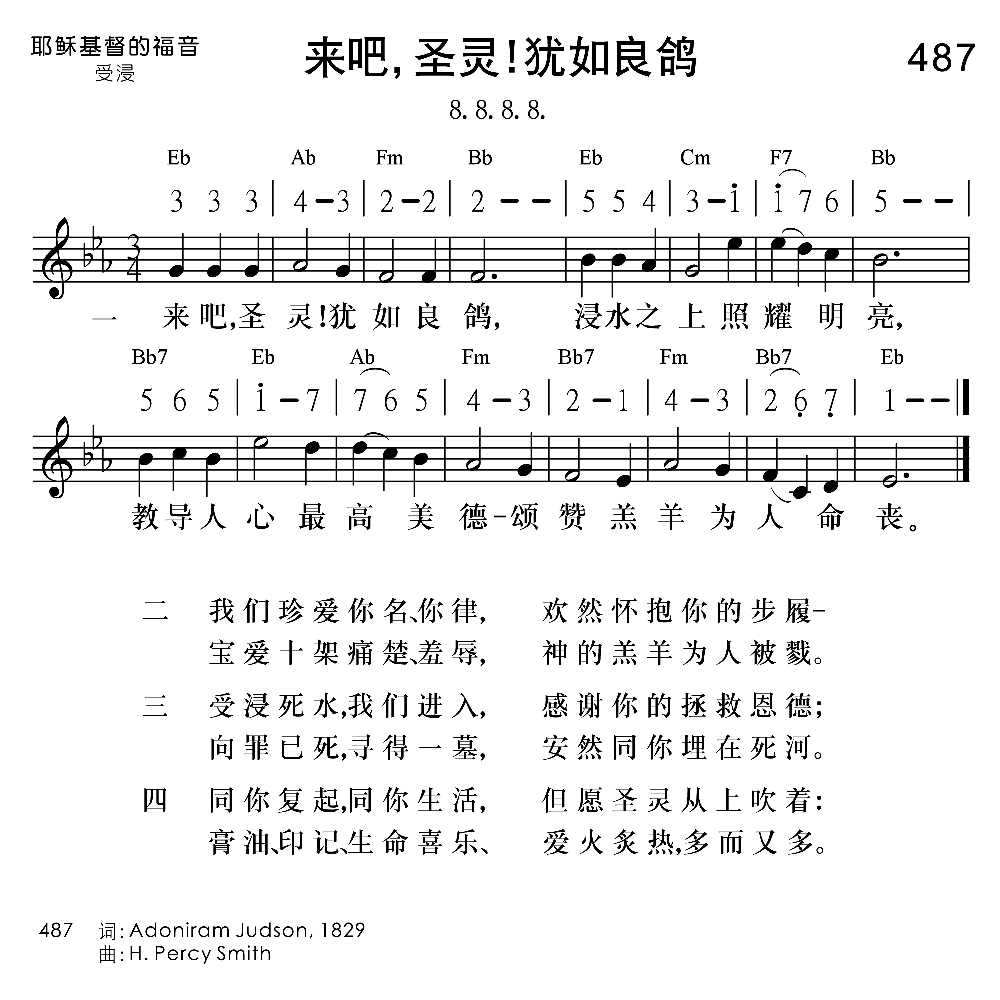 耶稣基督的福音
受浸
来吧,圣灵!犹如良鸽
487
8.8.8.8.
Eb Ab Fm Bb Eb Cm F7 Bb
3 3 3 | 4 – 3 | 2 – 2 | 2 – – | 5 5 4 | 3 – i | i 7 6 | 5 – – |
3
4
一 来吧,圣灵!犹如良鸽, 浸水之上照耀明亮,
Bb7 Eb Ab Fm Bb7 Fm Bb7 Eb
5 6 5 | i – 7 | 7 6 5 | 4 – 3 | 2 – 1 | 4 – 3 | 2 6̣ 7̣ | 1 – – ‖
教导人心最高美德-颂赞羔羊为人命丧。
二 我们珍爱你名、你律, 欢然怀抱你的步履-
宝爱十架痛楚、羞辱, 神的羔羊为人被戮。
三 受浸死水,我们进入, 感谢你的拯救恩德;
向罪已死,寻得一墓, 安然同你埋在死河。
四 同你复起,同你生活, 但愿圣灵从上吹着:
膏油、印记、生命喜乐、 爱火炙热,多而又多。
487 词: Adoniram Judson, 1829
曲: H. Percy Smith